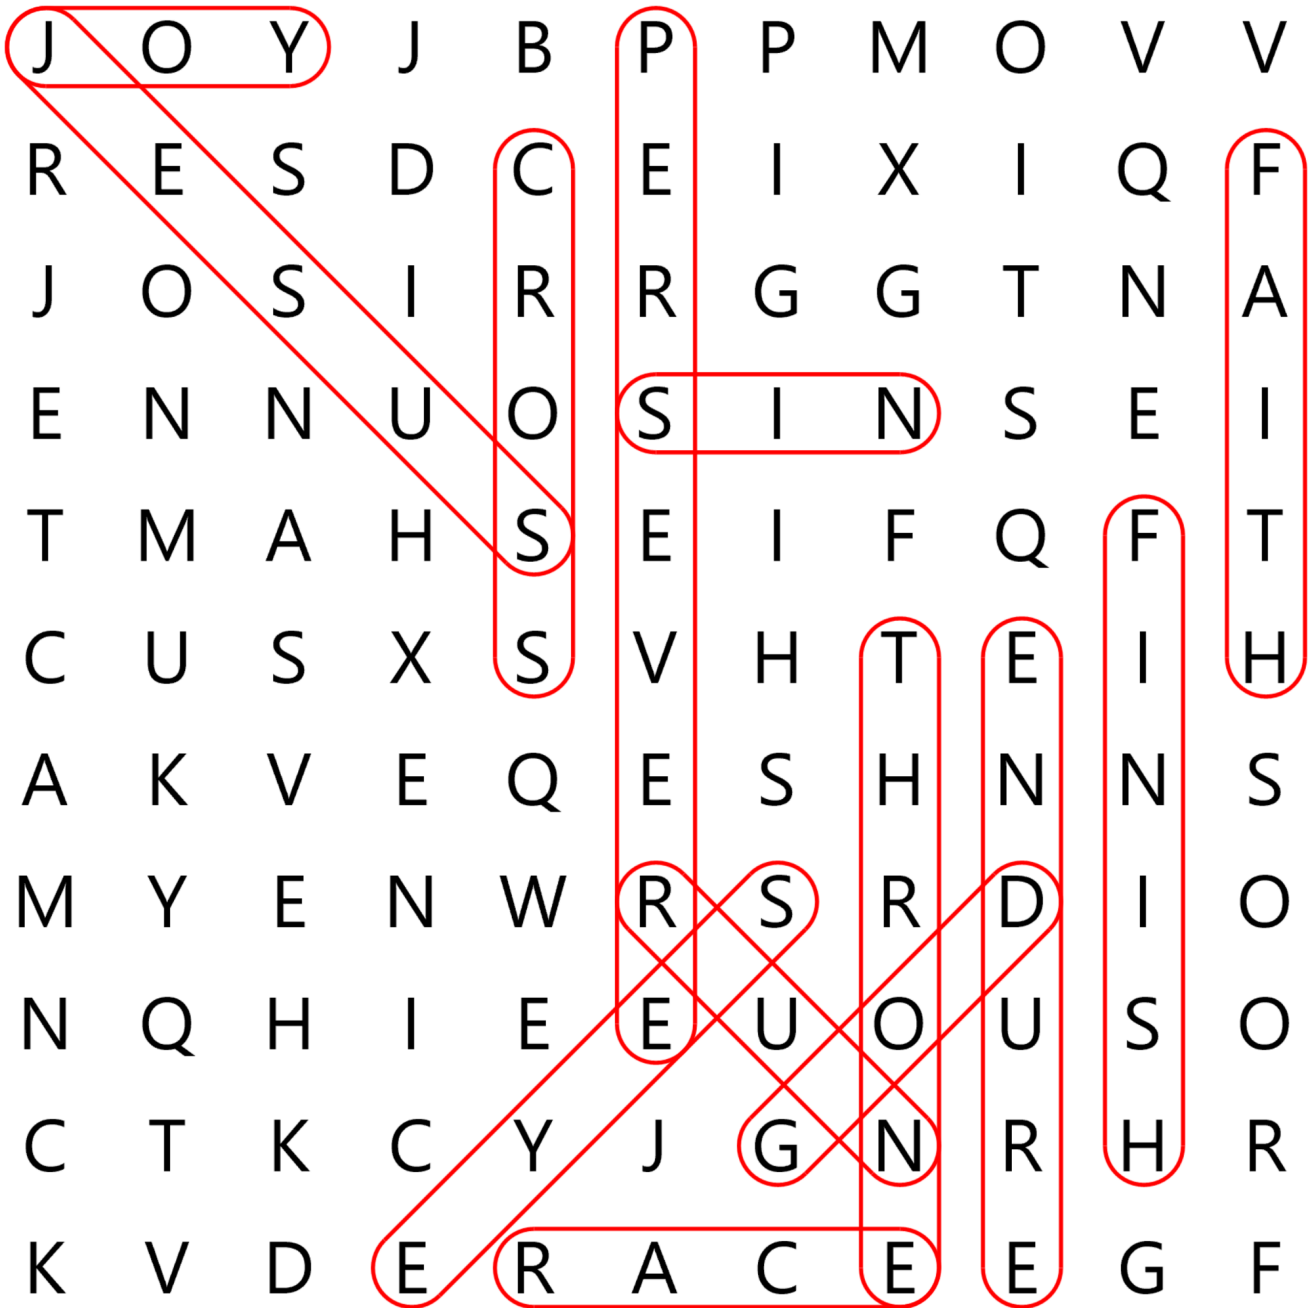 J O Y J B P P M O V V
R E S D C E I X I Q F
J O S I R R G G T N A
E N N U O S I N S E I
T M A H S E I F Q F T
C U S X S V H T E I H
A K V E Q E S H N N S
M Y E N W R S R D I O
N Q H I E E U O U S O
C T K C Y J G N R H R
K V D E R A C E E G F